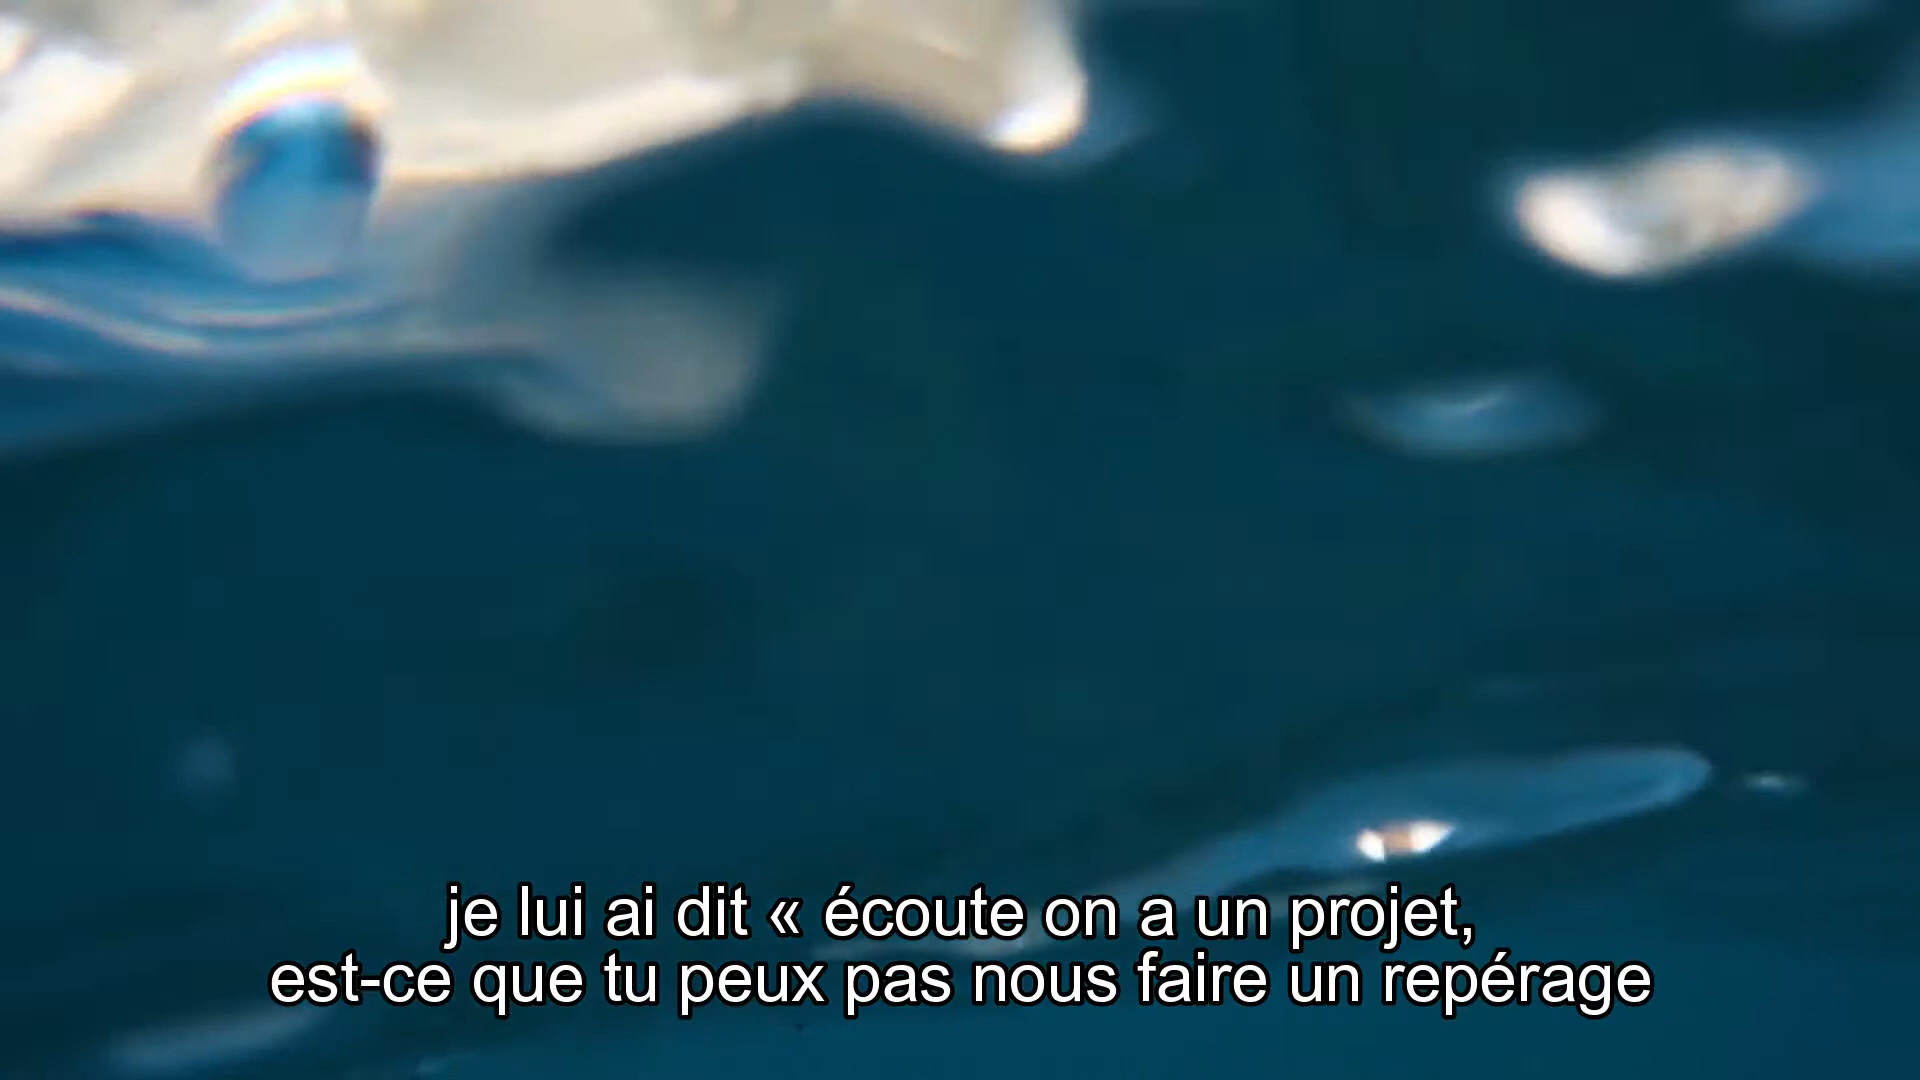 je lui ai dit « écoute on a un projet,
est-ce que tu peux pas nous faire un repérage